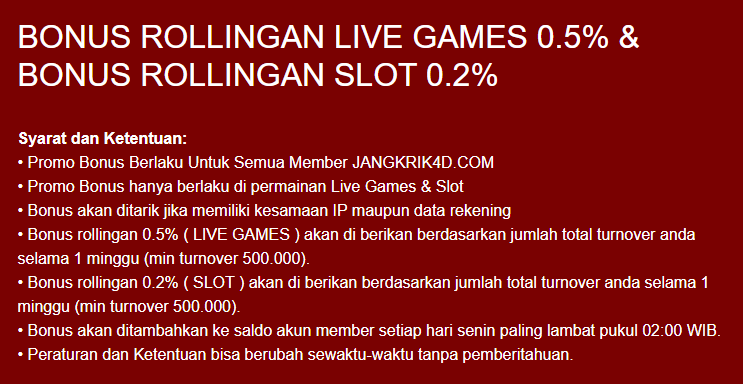 BONUS ROLLINGAN LIVE GAMES 0.5% &
BONUS ROLLINGAN SLOT 0.2%
Syarat dan Ketentuan:
• Promo Bonus Berlaku Untuk Semua Member JANGKRIK4D.COM
• Promo Bonus hanya berlaku di permainan Live Games & Slot
• Bonus akan ditarik jika memiliki kesamaan IP maupun data rekening
• Bonus rollingan 0.5% ( LIVE GAMES ) akan di berikan berdasarkan jumlah total turnover anda
selama 1 minggu (min turnover 500.000).
• Bonus rollingan 0.2% ( SLOT ) akan di berikan berdasarkan jumlah total turnover anda selama 1
minggu (min turnover 500.000).
• Bonus akan ditambahkan ke saldo akun member setiap hari senin paling lambat pukul 02:00 WIB.
• Peraturan dan Ketentuan bisa berubah sewaktu-waktu tanpa pemberitahuan.